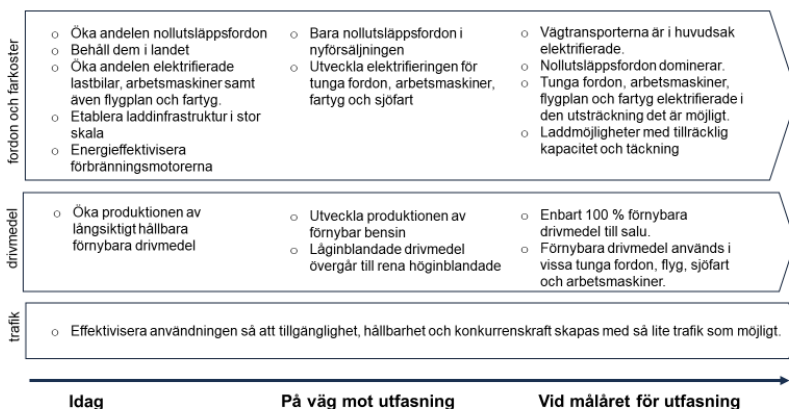 fordon och farkoster
○ Öka andelen nollutsläppsfordon
○ Behåll dem i landet
○ Öka andelen elektrifierade
lastbilar, arbetsmaskiner samt
även flygplan och fartyg.
○ Etablera laddinfrastruktur i stor
skala
○ Energieffektivisera
förbränningsmotorerna
○ Bara nollutsläppsfordon i
nyförsäljningen
○ Utveckla elektrifieringen för
tunga fordon, arbetsmaskiner,
fartyg och sjöfart
○ Vägtransporterna är i huvudsak
elektrifierade.
○ Nollutsläppsfordon dominerar.
○ Tunga fordon, arbetsmaskiner,
flygplan och fartyg elektrifierade i
den utsträckning det är möjligt.
○ Laddmöjligheter med tillräcklig
kapacitet och täckning
drivmedel
○ Öka produktionen av
långsiktigt hållbara
förnybara drivmedel
○ Utveckla produktionen av
förnybar bensin
○ Låginblandade drivmedel
övergår till rena höginblandade
○ Enbart 100 % förnybara
drivmedel till salu.
○ Förnybara drivmedel används i
vissa tunga fordon, flyg, sjöfart
och arbetsmaskiner.
trafik
○ Effektivisera användningen så att tillgänglighet, hållbarhet och konkurrenskraft skapas med så lite trafik som möjligt.
Idag
På väg mot utfasning
Vid målåret för utfasning